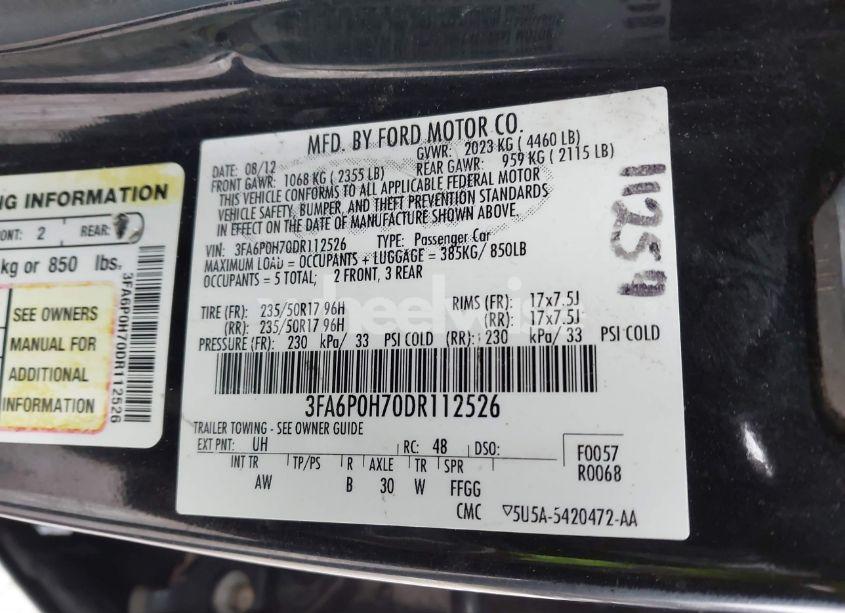 MFD. BY FORD MOTOR CO.
DATE: 08/12 GVWR: 2023 KG ( 4460 LB)
FRONT GAWR: 1068 KG ( 2355 LB) REAR GAWR: 959 KG ( 2115 LB)
THIS VEHICLE CONFORMS TO ALL APPLICABLE FEDERAL MOTOR
VEHICLE SAFETY, BUMPER, AND THEFT PREVENTION STANDARDS
IN EFFECT ON THE DATE OF MANUFACTURE SHOWN ABOVE.
VIN: 3FA6P0H70DR112526 TYPE: Passenger Car
MAXIMUM LOAD = OCCUPANTS + LUGGAGE = 385KG/ 850LB
OCCUPANTS = 5 TOTAL; 2 FRONT, 3 REAR
TIRE (FR): 235/50R17 96H RIMS (FR): 17x7.5J
(RR): 235/50R17 96H (RR): 17x7.5J
PRESSURE (FR): 230 kPa/ 33 PSI COLD (RR): 230 kPa/ 33 PSI COLD
3FA6P0H70DR112526
TRAILER TOWING - SEE OWNER GUIDE
EXT PNT: UH RC: 48 DSO: F0057
R0068
INT TR TP/PS R AXLE TR SPR
AW B 30 W FFGG
CMC ▽5U5A-5420472-AA
11254
NG INFORMATION
ONT: 2 REAR:
kg or 850 lbs.
SEE OWNERS
MANUAL FOR
ADDITIONAL
INFORMATION
3FA6P0H70DR112526
wheelwis